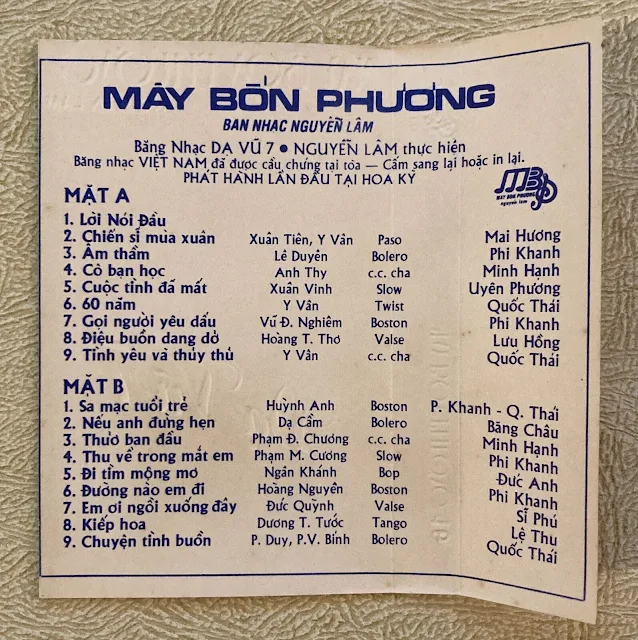 MÂY BỐN PHƯƠNG
BAN NHẠC NGUYỄN LÂM
Băng Nhạc DẠ VŨ 7 • NGUYỄN LÂM thực hiện
Băng nhạc VIỆT NAM đã được cầu chứng tại tòa — Cấm sang lại hoặc in lại.
PHÁT HÀNH LẦN ĐẦU TẠI HOA KỲ
MB
MÂY BỐN PHƯƠNG
nguyễn lâm
MẶT A
1. Lời Nói Đầu
2. Chiến sĩ mùa xuân Xuân Tiên, Y Vân Paso Mai Hương
3. Âm thầm Lê Duyên Bolero Phi Khanh
4. Cô bạn học Anh Thy c.c. cha Minh Hạnh
5. Cuộc tình đã mất Xuân Vinh Slow Uyên Phương
6. 60 năm Y Vân Twist Quốc Thái
7. Gọi người yêu dấu Vũ Đ. Nghiêm Boston Phi Khanh
8. Điệu buồn dang dở Hoàng T. Thơ Valse Lưu Hồng
9. Tình yêu và thủy thủ Y Vân c.c. cha Quốc Thái
MẶT B
1. Sa mạc tuổi trẻ Huỳnh Anh Boston P. Khanh - Q. Thái
2. Nếu anh đừng hẹn Dạ Cầm Bolero Băng Châu
3. Thuở ban đầu Phạm Đ. Chương c.c. cha Minh Hạnh
4. Thu về trong mắt em Phạm M. Cương Slow Phi Khanh
5. Đi tìm mộng mơ Ngân Khánh Bop Đức Anh
6. Đường nào em đi Hoàng Nguyên Boston Phi Khanh
7. Em ơi ngồi xuống đây Đức Quỳnh Valse Sĩ Phú
8. Kiếp hoa Dương T. Tước Tango Lệ Thu
9. Chuyện tình buồn P. Duy, P.V. Bính Bolero Quốc Thái